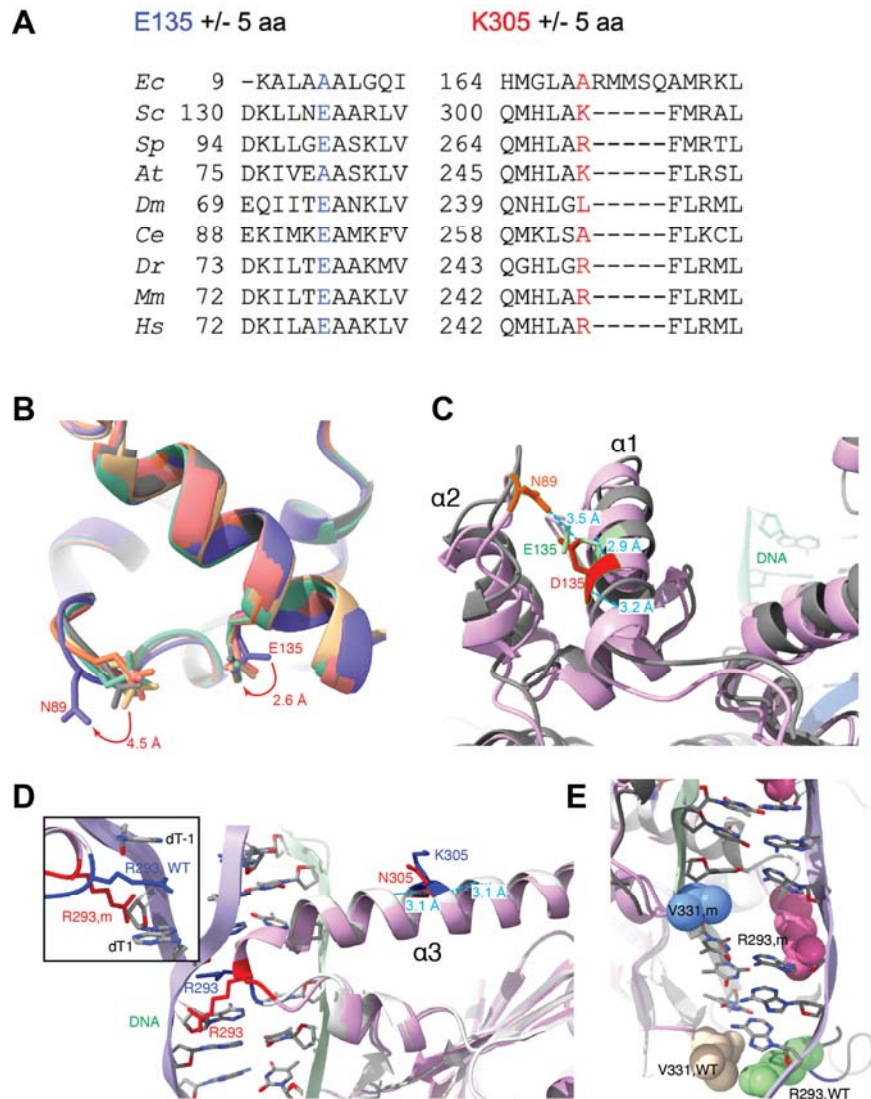 A
E135 +/- 5 aa K305 +/- 5 aa
Ec 9 -KALAAALGQI 164 HMGLAARMMSQAMRKL
Sc 130 DKLLNEAARLV 300 QMHLAK-----FMRAL
Sp 94 DKLLGEASKLV 264 QMHLAR-----FMRTL
At 75 DKIVEAASKLV 245 QMHLAK-----FLRSL
Dm 69 EQIITEANKLV 239 QNHLGL-----FLRML
Ce 88 EKIMKEAMKFV 258 QMKLSA-----FLKCL
Dr 73 DKILTEAAKMV 243 QGHLGR-----FLRML
Mm 72 DKILTEAAKLV 242 QMHLAR-----FLRML
Hs 72 DKILAEAAKLV 242 QMHLAR-----FLRML
B
N89
4.5 Å
E135
2.6 Å
C
α1
α2
N89
3.5 Å
E135
2.9 Å
D135
3.2 Å
DNA
D
dT-1
R293, WT
R293,m
dT1
K305
N305
3.1 Å
3.1 Å
α3
R293
DNA
R293
E
V331,m
R293,m
V331,WT
R293,WT